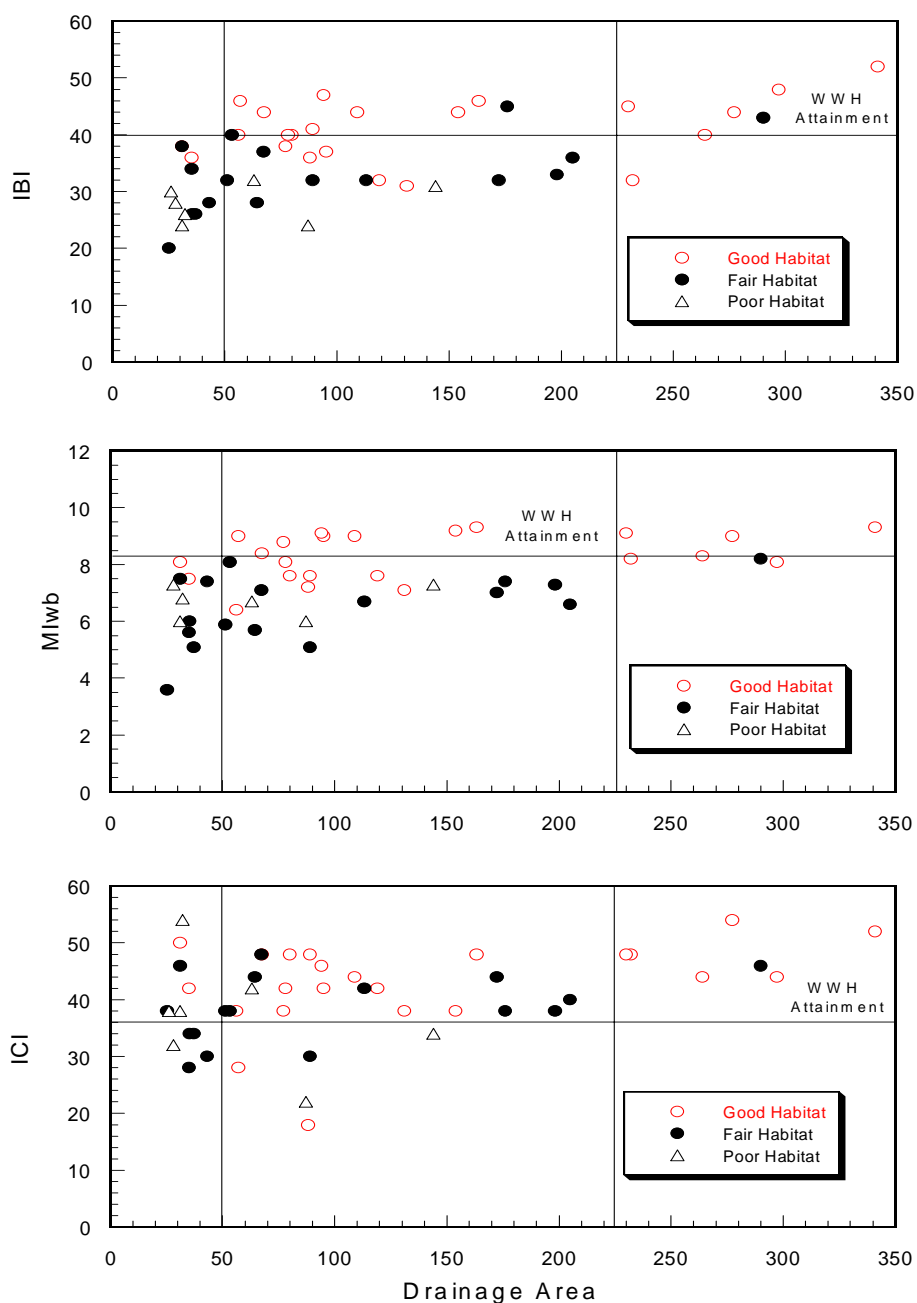 60
50
40
30
20
10
0
IBI
WWH
Attainment
Good Habitat
Fair Habitat
Poor Habitat
0 50 100 150 200 250 300 350
12
10
8
6
4
2
0
MIwb
WWH
Attainment
Good Habitat
Fair Habitat
Poor Habitat
0 50 100 150 200 250 300 350
60
50
40
30
20
10
0
ICI
WWH
Attainment
Good Habitat
Fair Habitat
Poor Habitat
0 50 100 150 200 250 300 350
Drainage Area